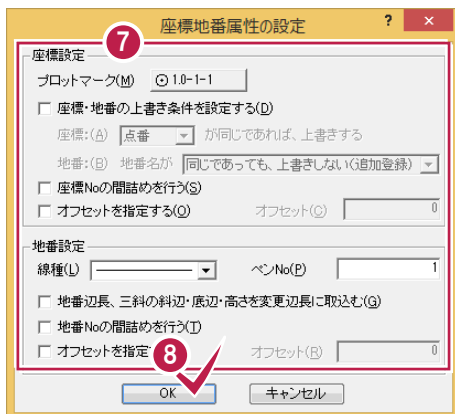 座標地番属性の設定 ? ×
7
座標設定
プロットマーク(M) 1.0-1-1
座標・地番の上書き条件を設定する(D)
座標:(A) 点番 が同じであれば、上書きする
地番:(B) 地番名が 同じであっても、上書きしない(追加登録)
座標Noの間詰めを行う(S)
オフセットを指定する(O) オフセット(C) 0
地番設定
線種(L) ペンNo(P) 1
地番辺長、三斜の斜辺・底辺・高さを変更辺長に取込む(G)
地番Noの間詰めを行う(T)
オフセットを指定 オフセット(R) 0
8
OK キャンセル